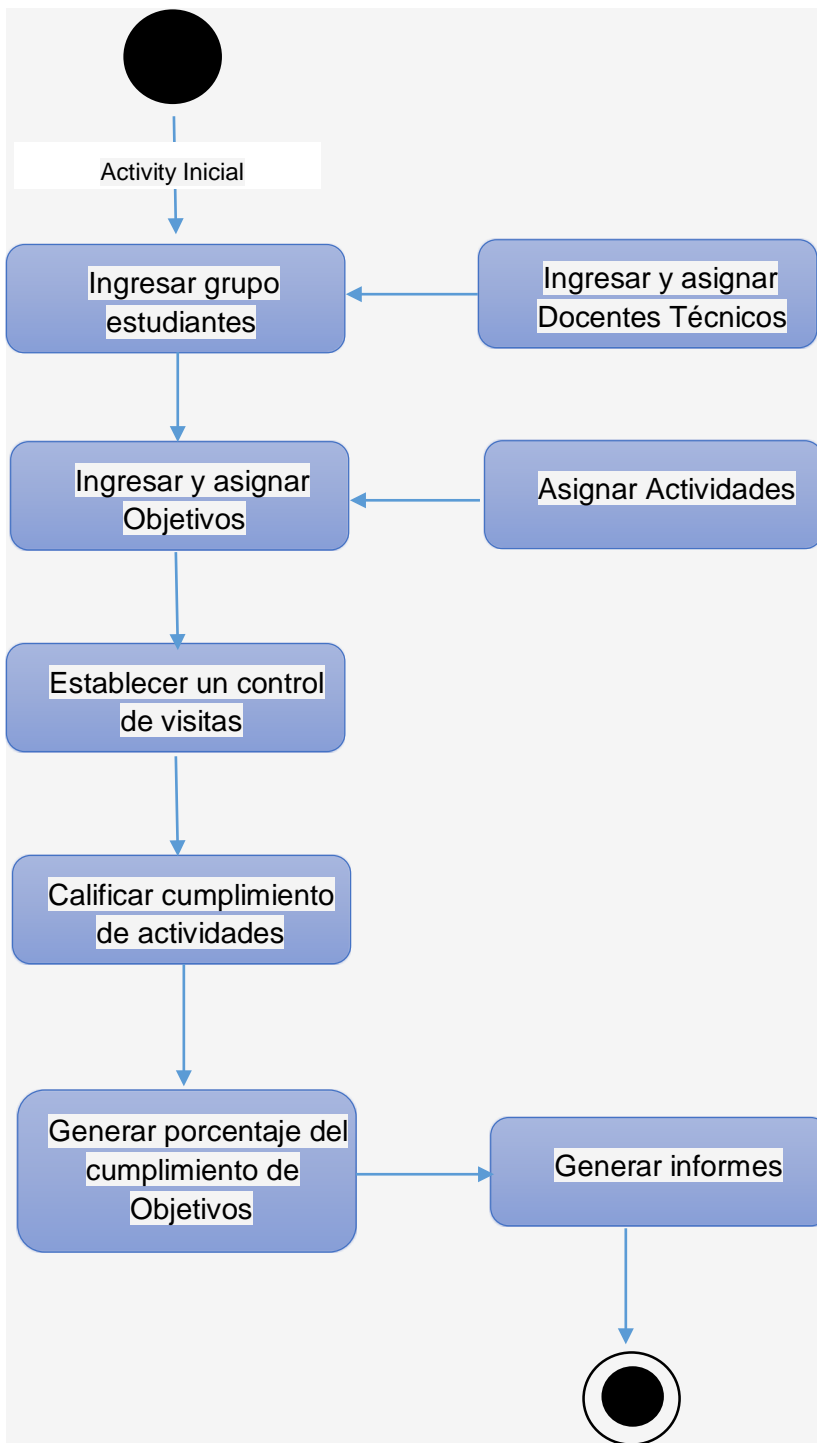 Activity Inicial
Ingresar grupo
estudiantes
Ingresar y asignar
Docentes Técnicos
Ingresar y asignar
Objetivos
Asignar Actividades
Establecer un control
de visitas
Calificar cumplimiento
de actividades
Generar porcentaje del
cumplimiento de
Objetivos
Generar informes